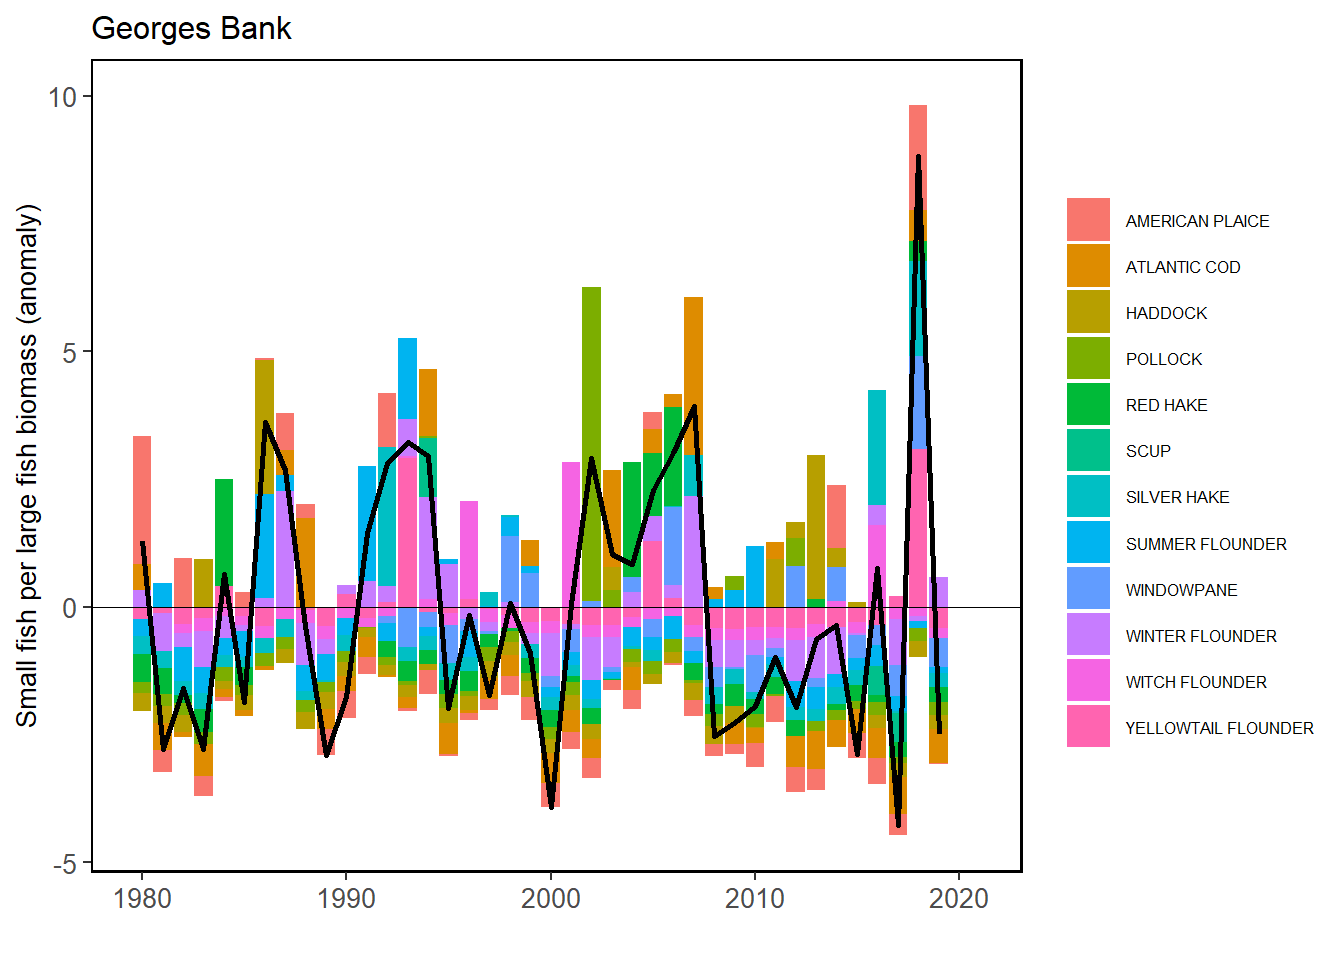 Georges Bank
Small fish per large fish biomass (anomaly)
10
5
0
-5
1980
1990
2000
2010
2020
AMERICAN PLAICE
ATLANTIC COD
HADDOCK
POLLOCK
RED HAKE
SCUP
SILVER HAKE
SUMMER FLOUNDER
WINDOWPANE
WINTER FLOUNDER
WITCH FLOUNDER
YELLOWTAIL FLOUNDER